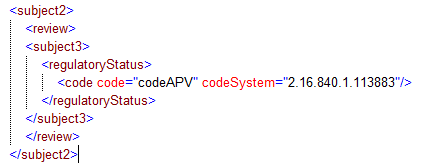 <subject2>
<review>
<subject3>
<regulatoryStatus>
<code code="codeAPV" codeSystem="2.16.840.1.113883"/>
</regulatoryStatus>
</subject3>
</review>
</subject2>